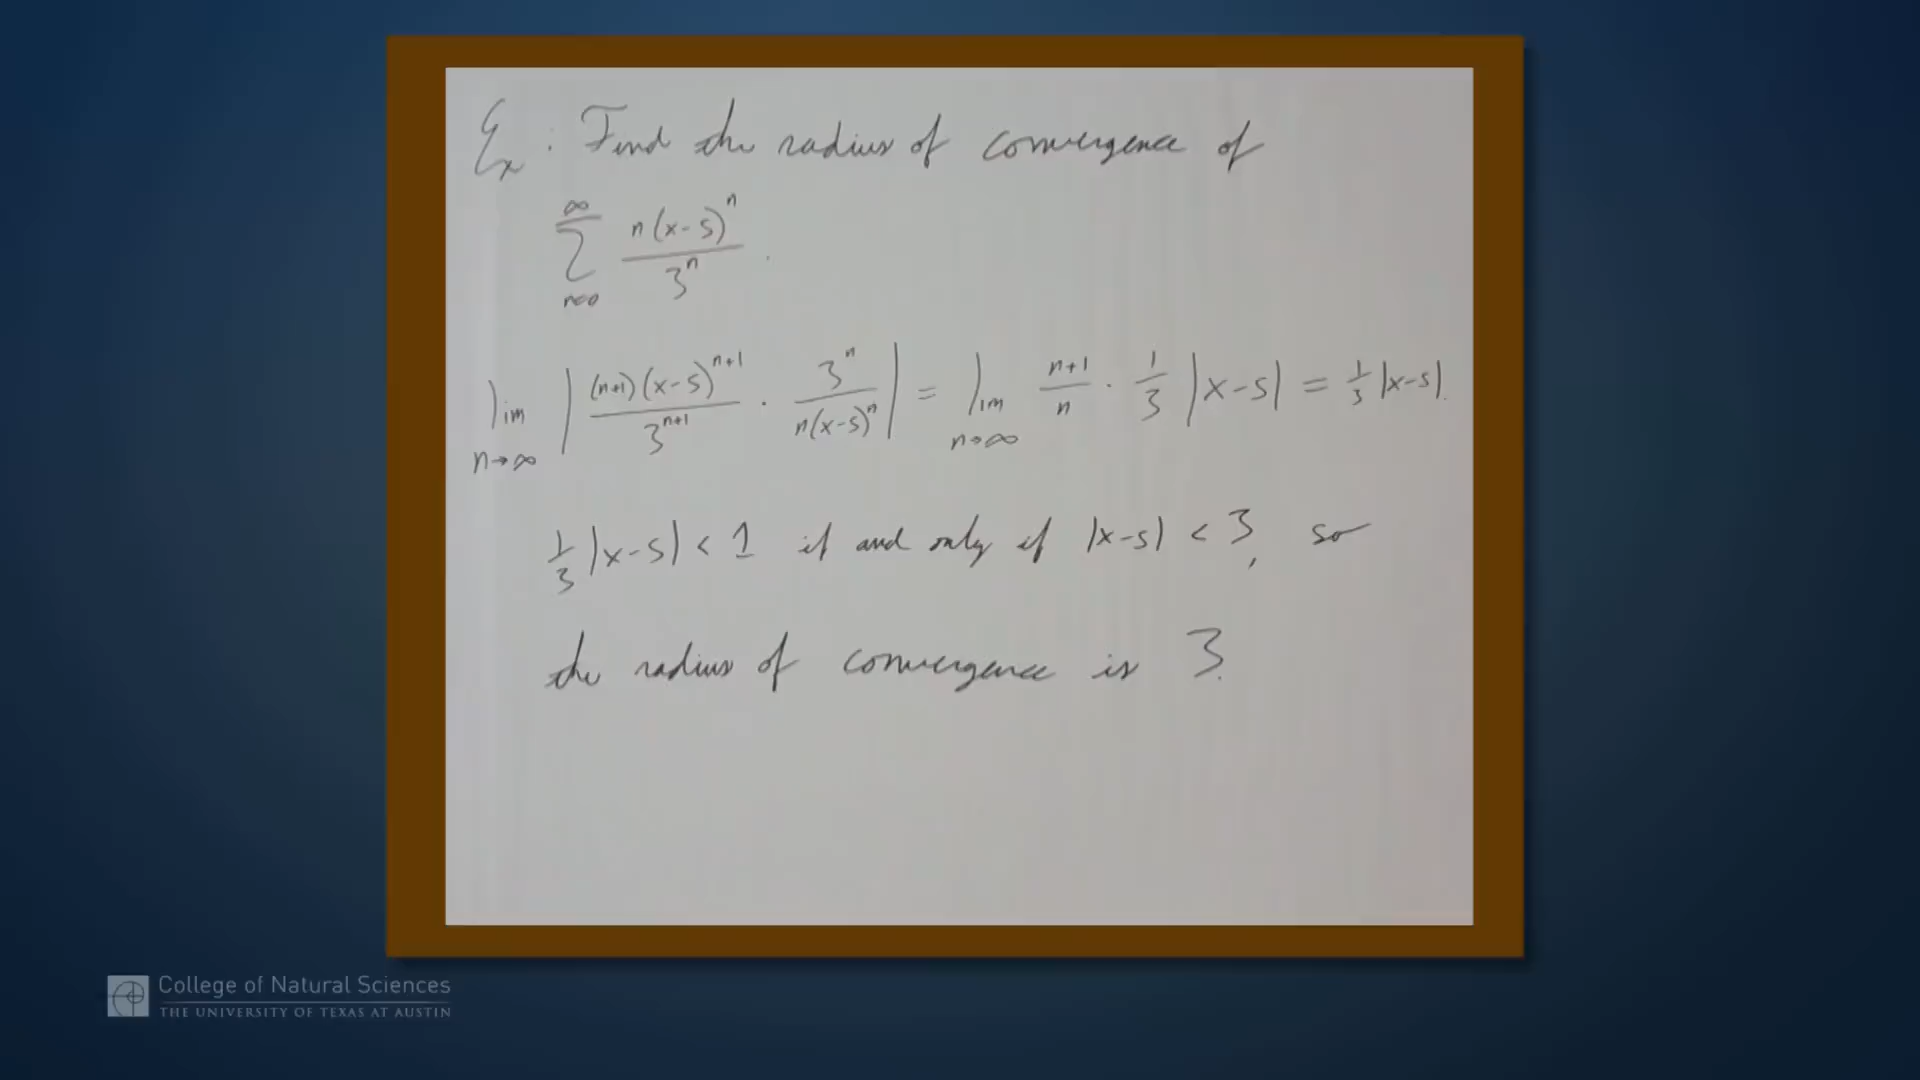 Ex: Find the radius of convergence of
∞
∑ n(x-5)^n / 3^n .
n=0
lim n→∞ | (n+1)(x-5)^{n+1} / 3^{n+1} · 3^n / n(x-5)^n | = lim n→∞ n+1 / n · 1/3 |x-5| = 1/3 |x-5|.
1/3 |x-5| < 1 if and only if |x-5| < 3, so
the radius of convergence is 3.
College of Natural Sciences
THE UNIVERSITY OF TEXAS AT AUSTIN